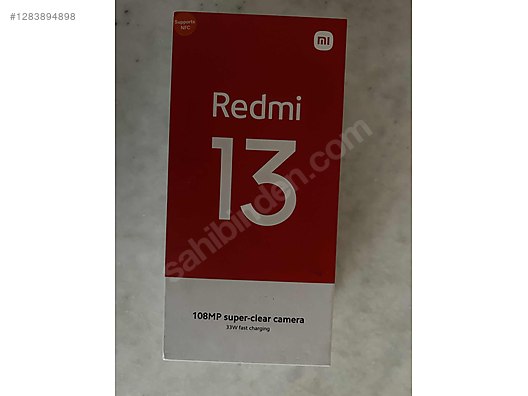 #1283894898
Supports
NFC
mi
Redmi
13
sahibinden.com
108MP super-clear camera
33W fast charging